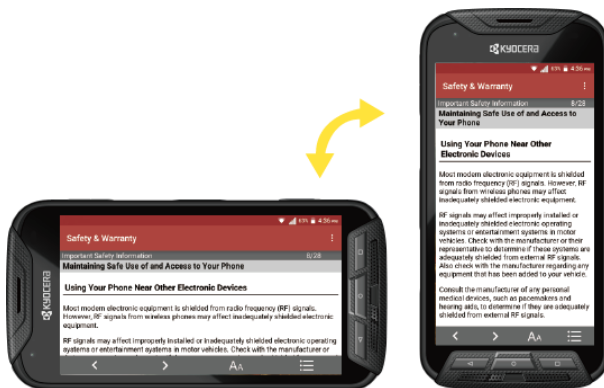 KYOCERA
69% 4:36 PM
Safety & Warranty
Important Safety Information 8/28
Maintaining Safe Use of and Access to Your Phone
Using Your Phone Near Other Electronic Devices
Most modern electronic equipment is shielded from radio frequency (RF) signals.
However, RF signals from wireless phones may affect inadequately shielded electronic
equipment.
RF signals may affect improperly installed or inadequately shielded electronic operating
systems or entertainment systems in motor vehicles. Check with the manufacturer or
AA
KYOCERA
69% 4:36 PM
Safety & Warranty
Important Safety Information 8/28
Maintaining Safe Use of and Access to
Your Phone
Using Your Phone Near Other
Electronic Devices
Most modern electronic equipment is shielded
from radio frequency (RF) signals. However, RF
signals from wireless phones may affect
inadequately shielded electronic equipment.
RF signals may affect improperly installed or
inadequately shielded electronic operating
systems or entertainment systems in motor
vehicles. Check with the manufacturer or their
representative to determine if these systems are
adequately shielded from external RF signals.
Also check with the manufacturer regarding any
equipment that has been added to your vehicle.
Consult the manufacturer of any personal
medical devices, such as pacemakers and
hearing aids, to determine if they are adequately
shielded from external RF signals.
AA